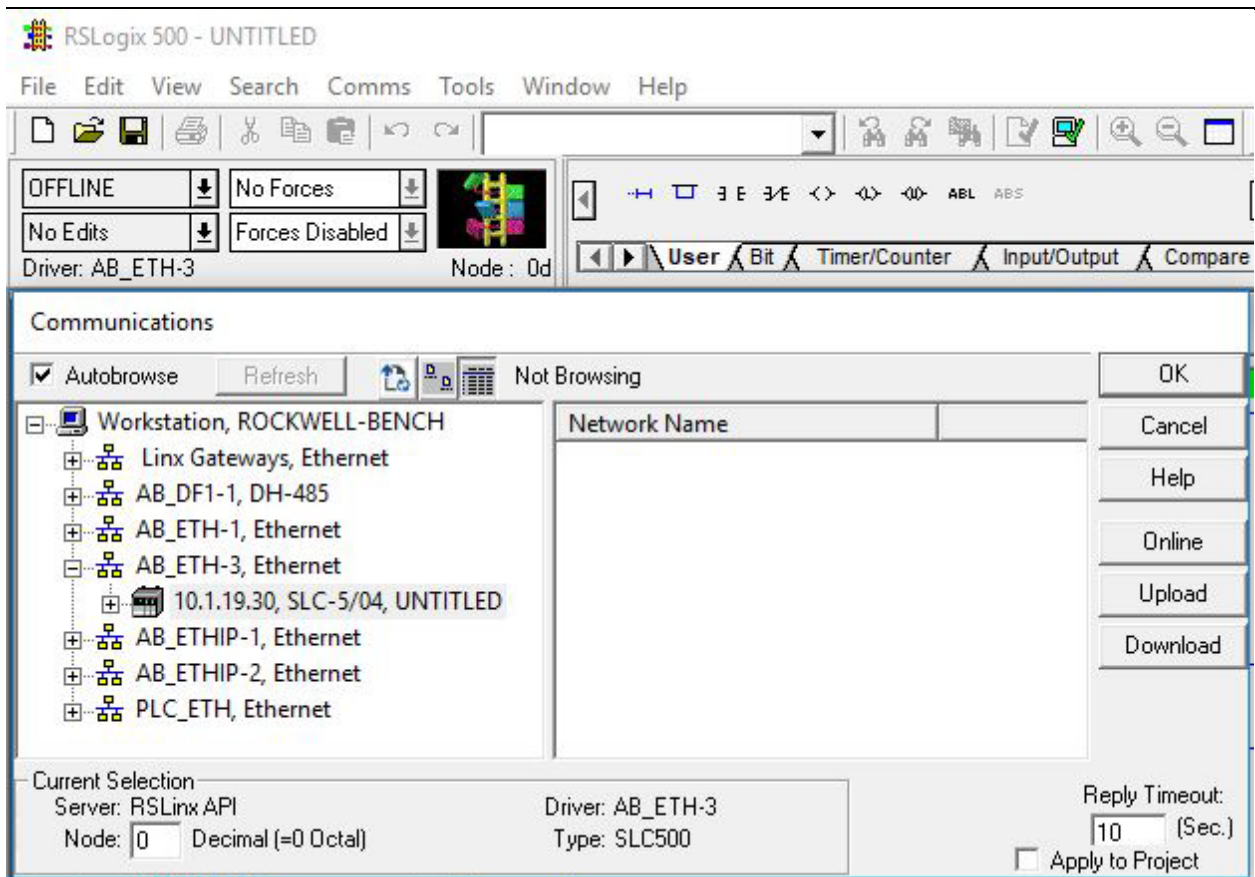 RSLogix 500 - UNTITLED
File Edit View Search Comms Tools Window Help
OFFLINE No Forces
No Edits Forces Disabled
Driver: AB_ETH-3 Node : 0d
ABL ABS
User Bit Timer/Counter Input/Output Compare
Communications
Autobrowse Refresh Not Browsing OK
Workstation, ROCKWELL-BENCH Network Name Cancel
Linx Gateways, Ethernet
AB_DF1-1, DH-485 Help
AB_ETH-1, Ethernet
AB_ETH-3, Ethernet Online
10.1.19.30, SLC-5/04, UNTITLED Upload
AB_ETHIP-1, Ethernet Download
AB_ETHIP-2, Ethernet
PLC_ETH, Ethernet
Current Selection
Server: RSLinx API Driver: AB_ETH-3 Reply Timeout:
Node: 0 Decimal (=0 Octal) Type: SLC500 10 (Sec.)
Apply to Project